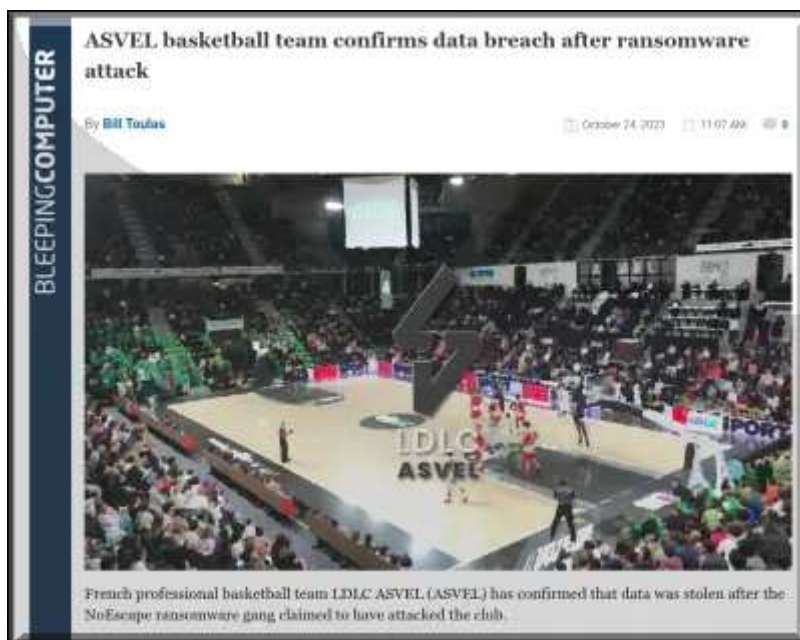 BLEEPINGCOMPUTER
ASVEL basketball team confirms data breach after ransomware
attack
By Bill Toulas
October 24, 2023 11:07 AM 0
LDLC
ASVEL
French professional basketball team LDLC ASVEL (ASVEL) has confirmed that data was stolen after the
NoEscape ransomware gang claimed to have attacked the club.